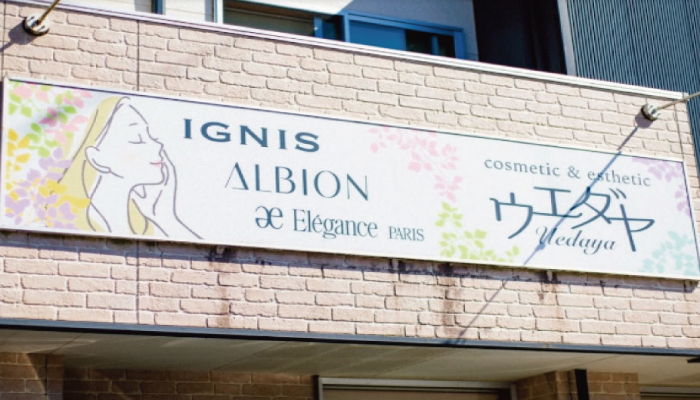 IGNIS
ALBION
æ Elégance PARIS
cosmetic & esthetic
ウエダヤ
Uedaya